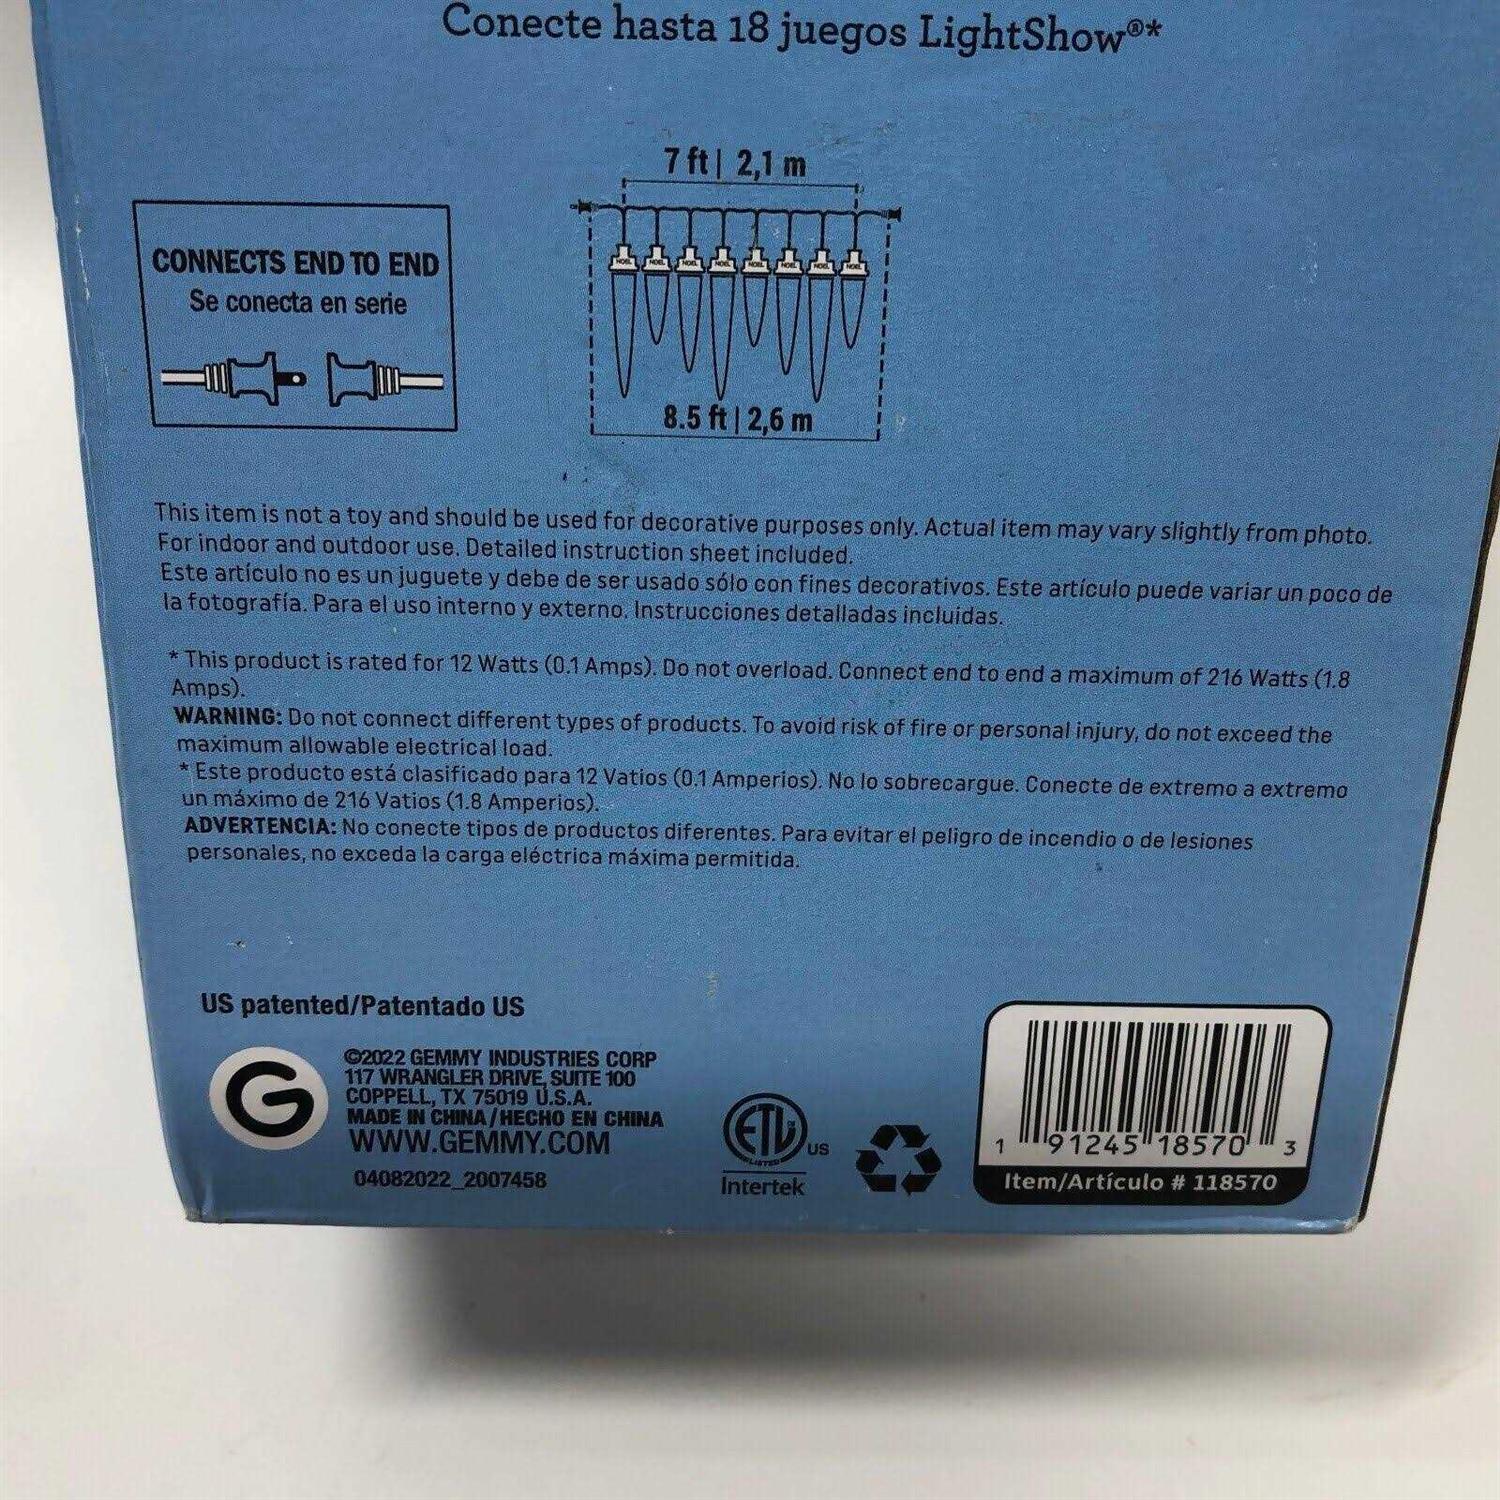 Conecte hasta 18 juegos LightShow®*
7 ft | 2,1 m
CONNECTS END TO END
Se conecta en serie
NOEL NOEL NOEL NOEL NOEL NOEL NOEL NOEL
8.5 ft | 2,6 m
This item is not a toy and should be used for decorative purposes only. Actual item may vary slightly from photo.
For indoor and outdoor use. Detailed instruction sheet included.
Este artículo no es un juguete y debe de ser usado sólo con fines decorativos. Este artículo puede variar un poco de
la fotografía. Para el uso interno y externo. Instrucciones detalladas incluidas.
* This product is rated for 12 Watts (0.1 Amps). Do not overload. Connect end to end a maximum of 216 Watts (1.8
Amps).
WARNING: Do not connect different types of products. To avoid risk of fire or personal injury, do not exceed the
maximum allowable electrical load.
* Este producto está clasificado para 12 Vatios (0.1 Amperios). No lo sobrecargue. Conecte de extremo a extremo
un máximo de 216 Vatios (1.8 Amperios).
ADVERTENCIA: No conecte tipos de productos diferentes. Para evitar el peligro de incendio o de lesiones
personales, no exceda la carga eléctrica máxima permitida.
US patented/Patentado US
G
©2022 GEMMY INDUSTRIES CORP
117 WRANGLER DRIVE, SUITE 100
COPPELL, TX 75019 U.S.A.
MADE IN CHINA/HECHO EN CHINA
WWW.GEMMY.COM
04082022_2007458
ETL
LISTED
US
Intertek
1 91245 18570 3
Item/Artículo # 118570